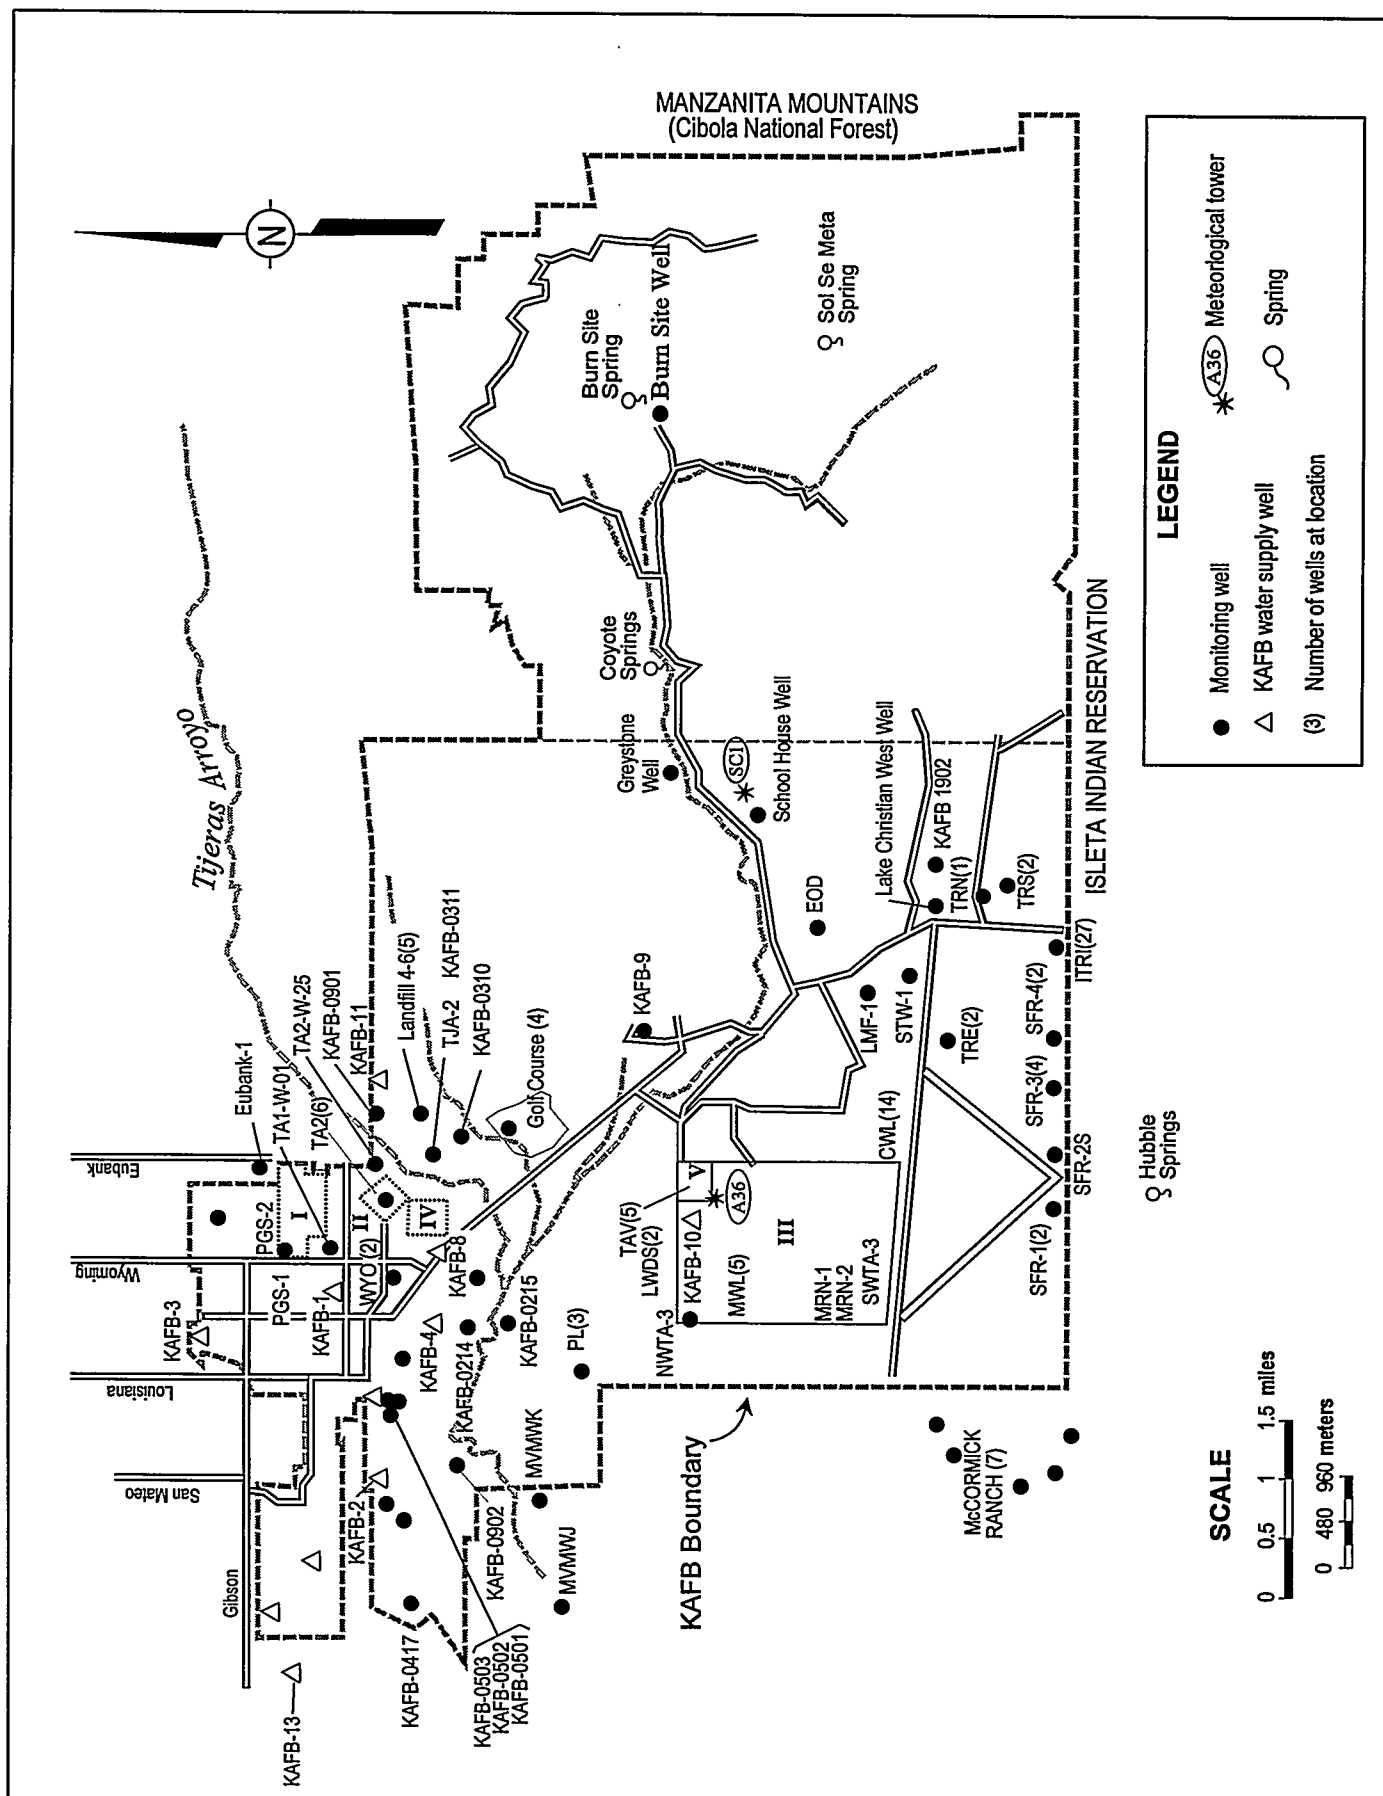 MANZANITA MOUNTAINS
(Cibola National Forest)
N
Tijeras Arroyo
Burn Site
Spring
Burn Site Well
Sol Se Meta
Spring
Coyote
Springs
Greystone
Well
SC1
School House Well
Lake Christian West Well
KAFB 1902
TRN(1)
TRS(2)
EOD
ISLETA INDIAN RESERVATION
Eubank
Wyoming
Louisiana
San Mateo
Gibson
Eubank-1
TA1-W-01
TA2(6)
TA2-W-25
KAFB-0901
KAFB-11
Landfill 4-6(5)
TJA-2
KAFB-0311
KAFB-0310
Golf Course (4)
KAFB-9
PGS-2
I
II
IV
PGS-1
KAFB-3
KAFB-1
WYO(2)
KAFB-8
KAFB-4
KAFB-0214
KAFB-0215
PL(3)
KAFB-2
MVMWK
KAFB-0902
MVMWJ
KAFB-0417
KAFB-0503
KAFB-0502
KAFB-0501
KAFB-13
TAV(5)
LWDS(2)
V
A36
NWTA-3
KAFB-10
MWL(5)
III
MRN-1
MRN-2
SWTA-3
CWL(14)
LMF-1
STW-1
TRE(2)
ITRI(27)
SFR-4(2)
SFR-3(4)
SFR-2S
SFR-1(2)
Hubble
Springs
KAFB Boundary
McCORMICK
RANCH (7)
SCALE
0 0.5 1 1.5 miles
0 480 960 meters
LEGEND
Monitoring well
KAFB water supply well
(3) Number of wells at location
A36 Meteorlogical tower
Spring